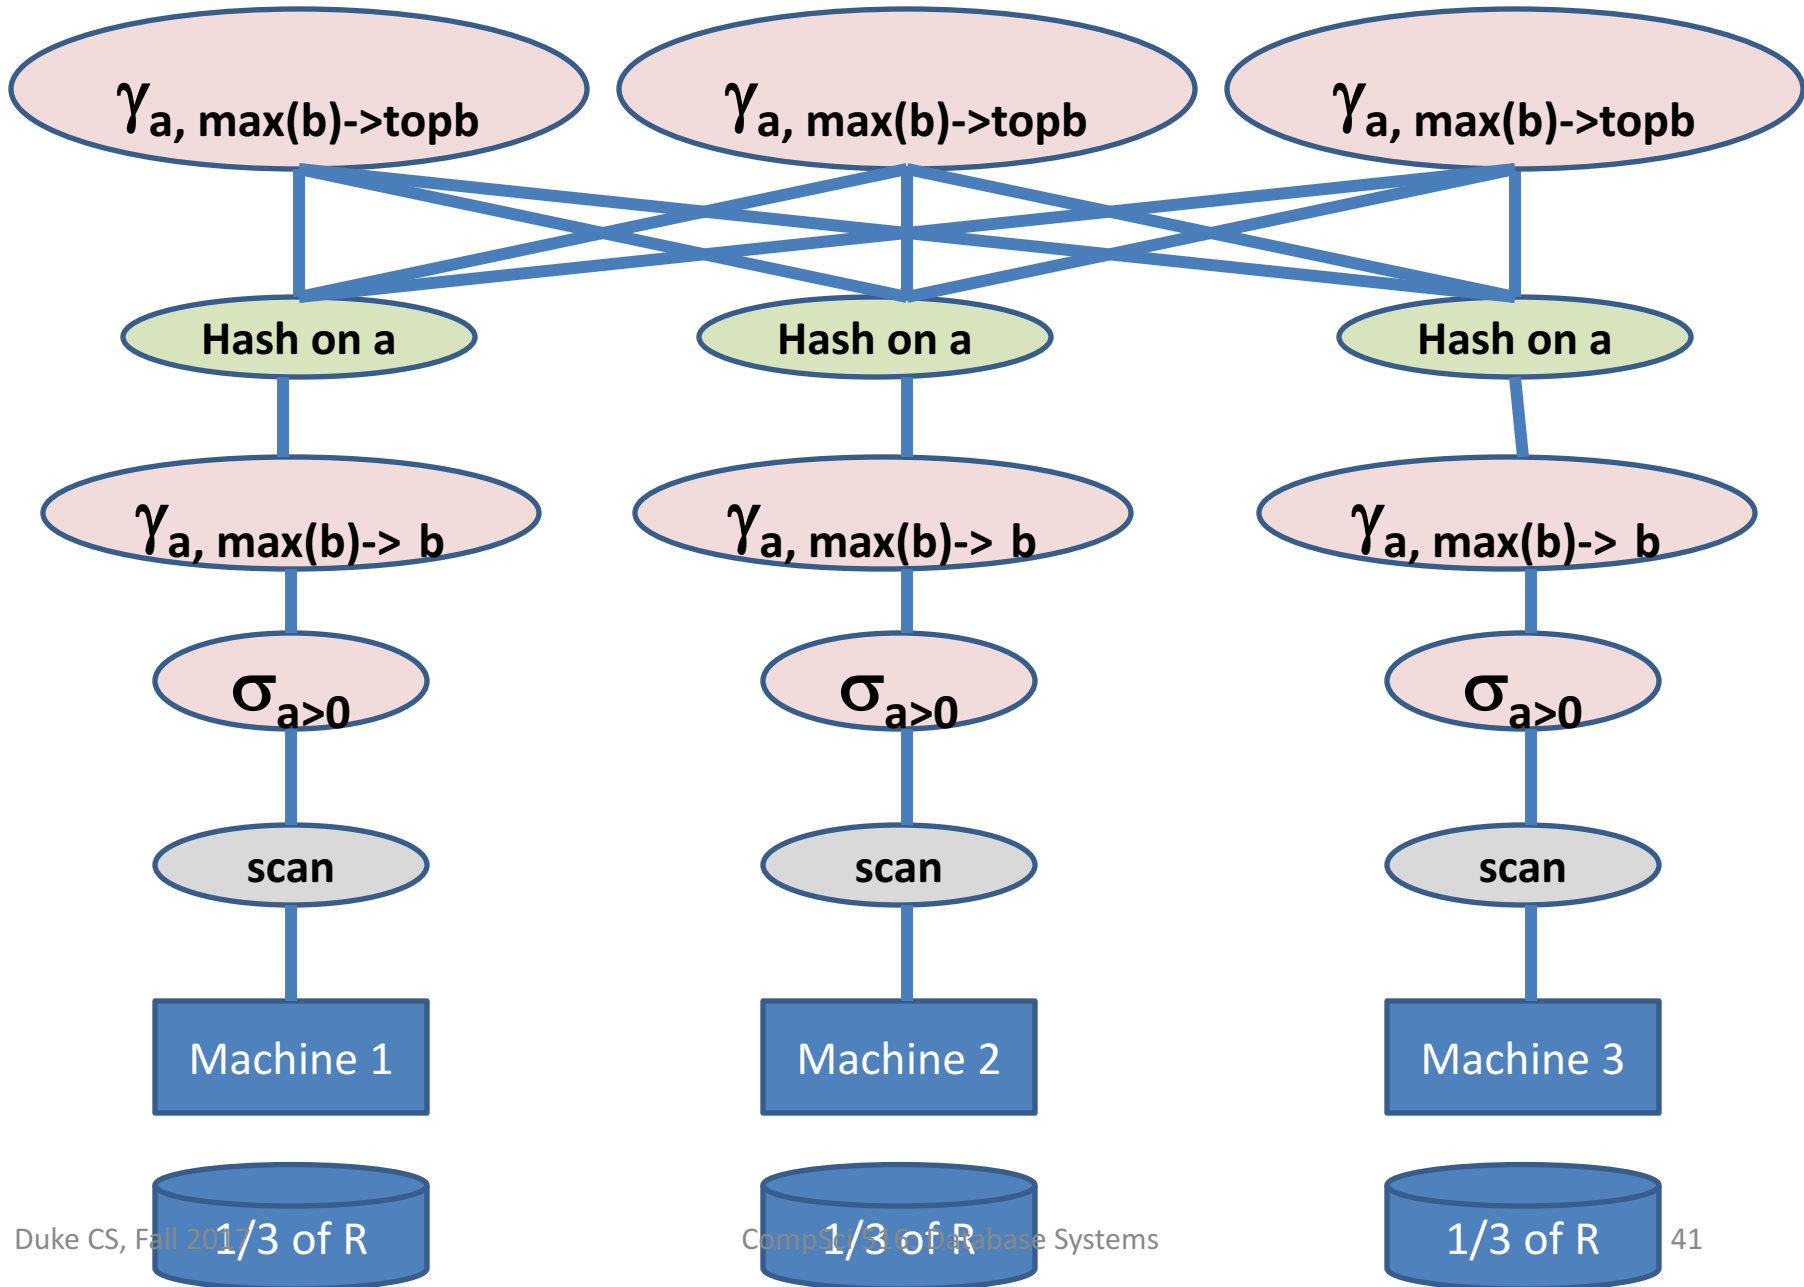 γa, max(b)->topb γa, max(b)->topb γa, max(b)->topb
Hash on a Hash on a Hash on a
γa, max(b)-> b γa, max(b)-> b γa, max(b)-> b
σa>0 σa>0 σa>0
scan scan scan
Machine 1 Machine 2 Machine 3
1/3 of R 1/3 of R 1/3 of R
Duke CS, Fall 2017 CompSci 516: Database Systems 41